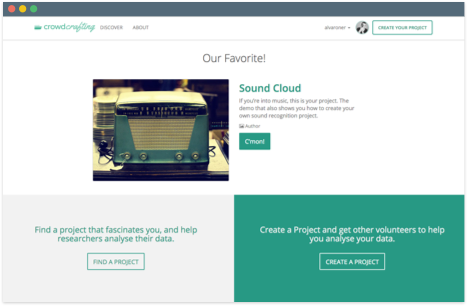 crowdcrafting DISCOVER ABOUT alvarorier CREATE YOUR PROJECT
Our Favorite!
Sound Cloud
If you're into music, this is your project. The
demo that also shows you how to create your
own sound recognition project.
Author
C'mon!
Find a project that fascinates you, and help
researchers analyse their data.
FIND A PROJECT
Create a Project and get other volunteers to help
you analyse your data.
CREATE A PROJECT